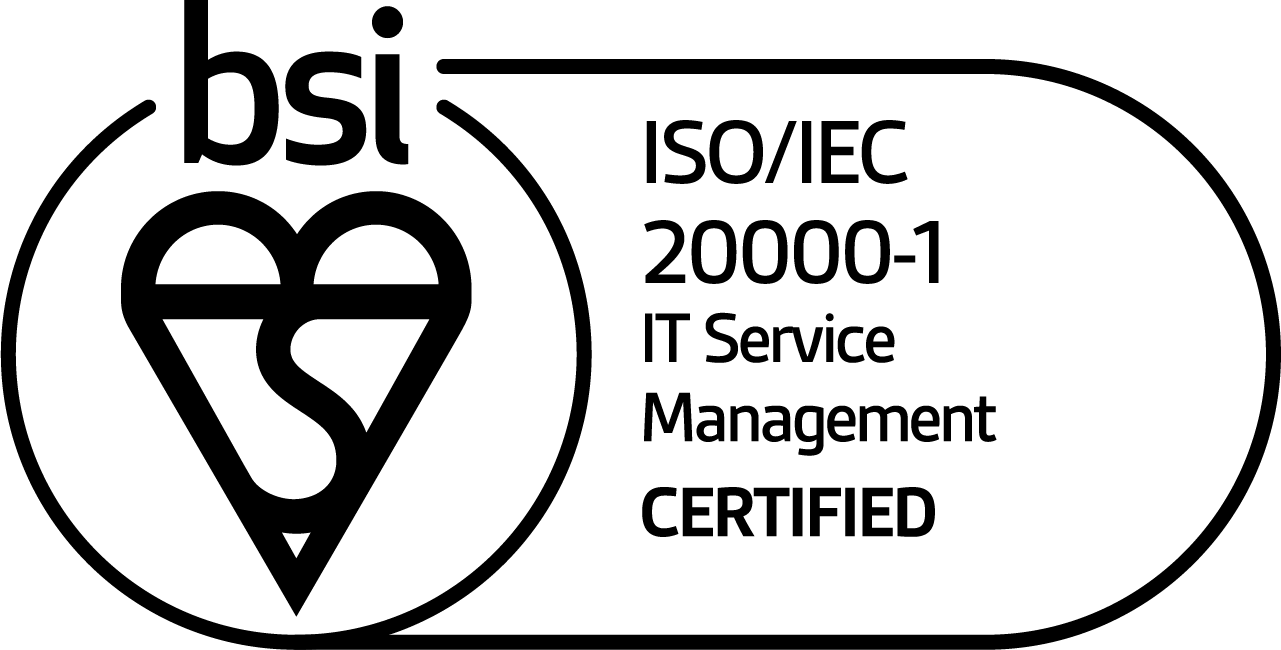 bsi
ISO/IEC
20000-1
IT Service
Management
CERTIFIED